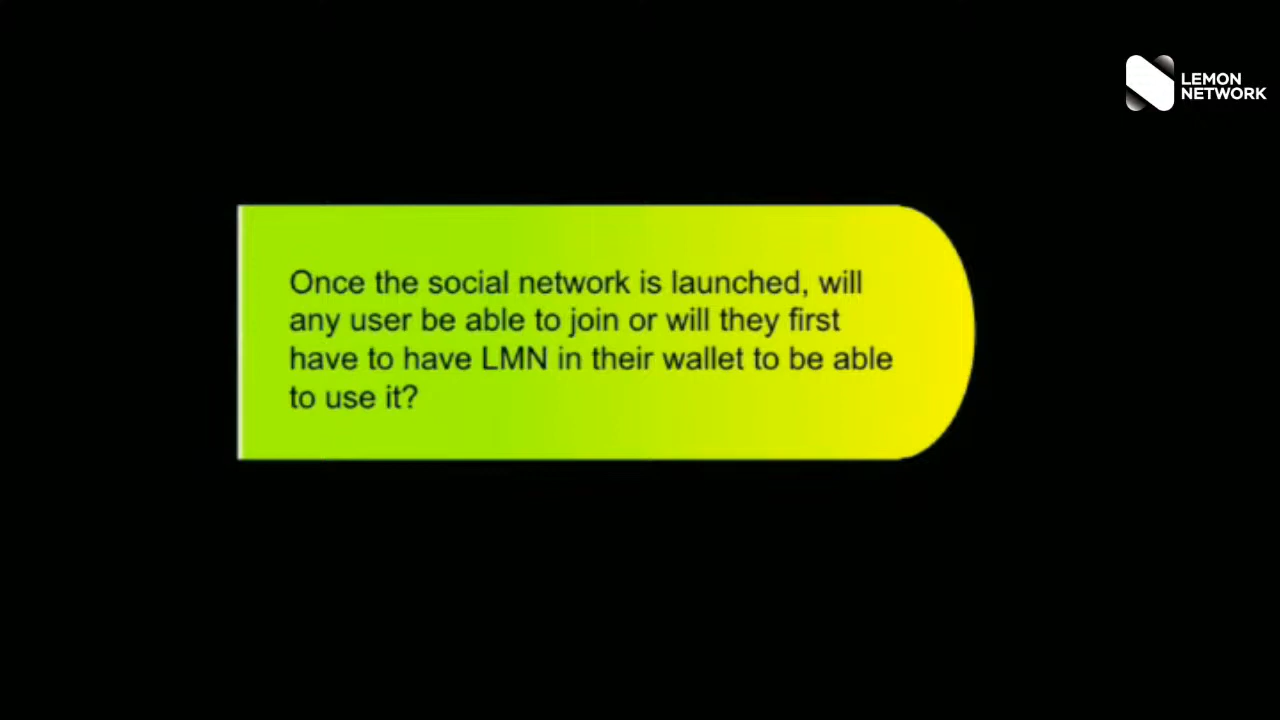 LEMON
NETWORK
Once the social network is launched, will
any user be able to join or will they first
have to have LMN in their wallet to be able
to use it?